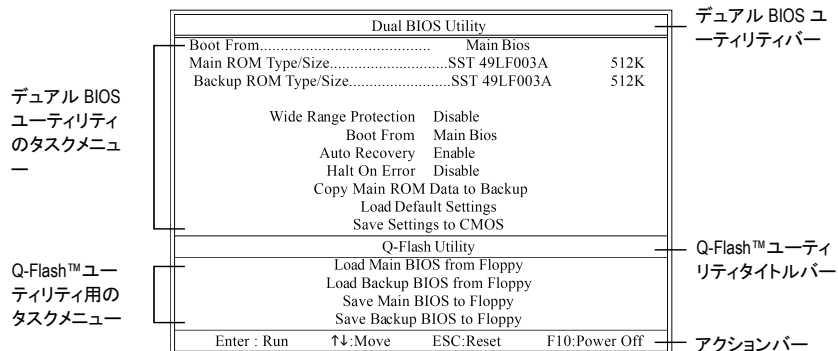 Dual BIOS Utility
デュアル BIOS ユ
ーティリティバー
Boot From......................................... Main Bios
Main ROM Type/Size...............................SST 49LF003A 512K
Backup ROM Type/Size.........................SST 49LF003A 512K
デュアル BIOS
ユーティリティ
のタスクメニュ
ー
Wide Range Protection Disable
Boot From Main Bios
Auto Recovery Enable
Halt On Error Disable
Copy Main ROM Data to Backup
Load Default Settings
Save Settings to CMOS
Q-Flash Utility
Q-Flash™ユーティ
リティタイトルバー
Q-Flash™ユー
ティリティ用の
タスクメニュー
Load Main BIOS from Floppy
Load Backup BIOS from Floppy
Save Main BIOS to Floppy
Save Backup BIOS to Floppy
Enter : Run ↑↓:Move ESC:Reset F10:Power Off
アクションバー